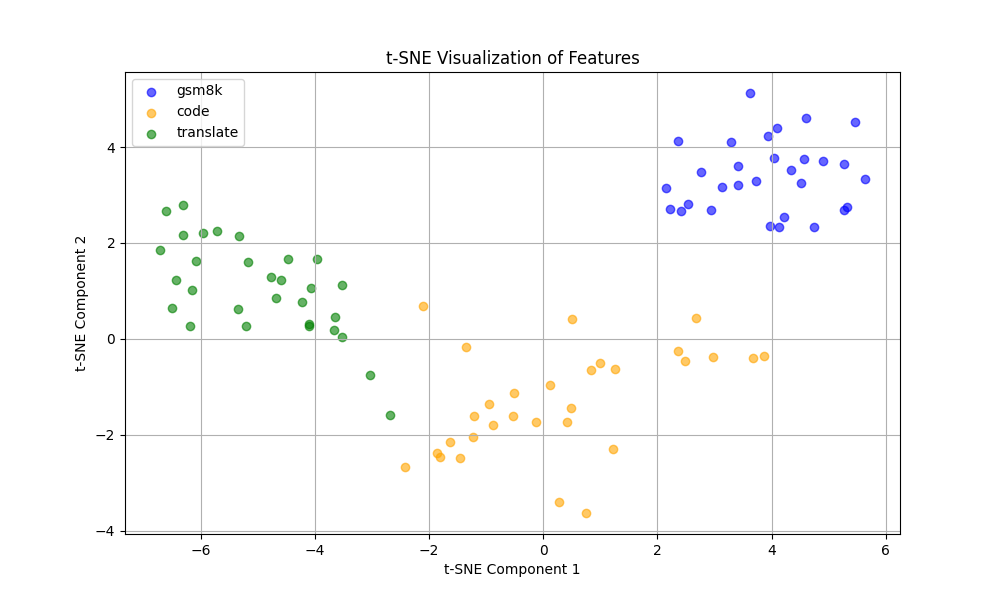 t-SNE Visualization of Features
gsm8k
code
translate
t-SNE Component 2
4
2
0
−2
−4
−6
−4
−2
0
2
4
6
t-SNE Component 1